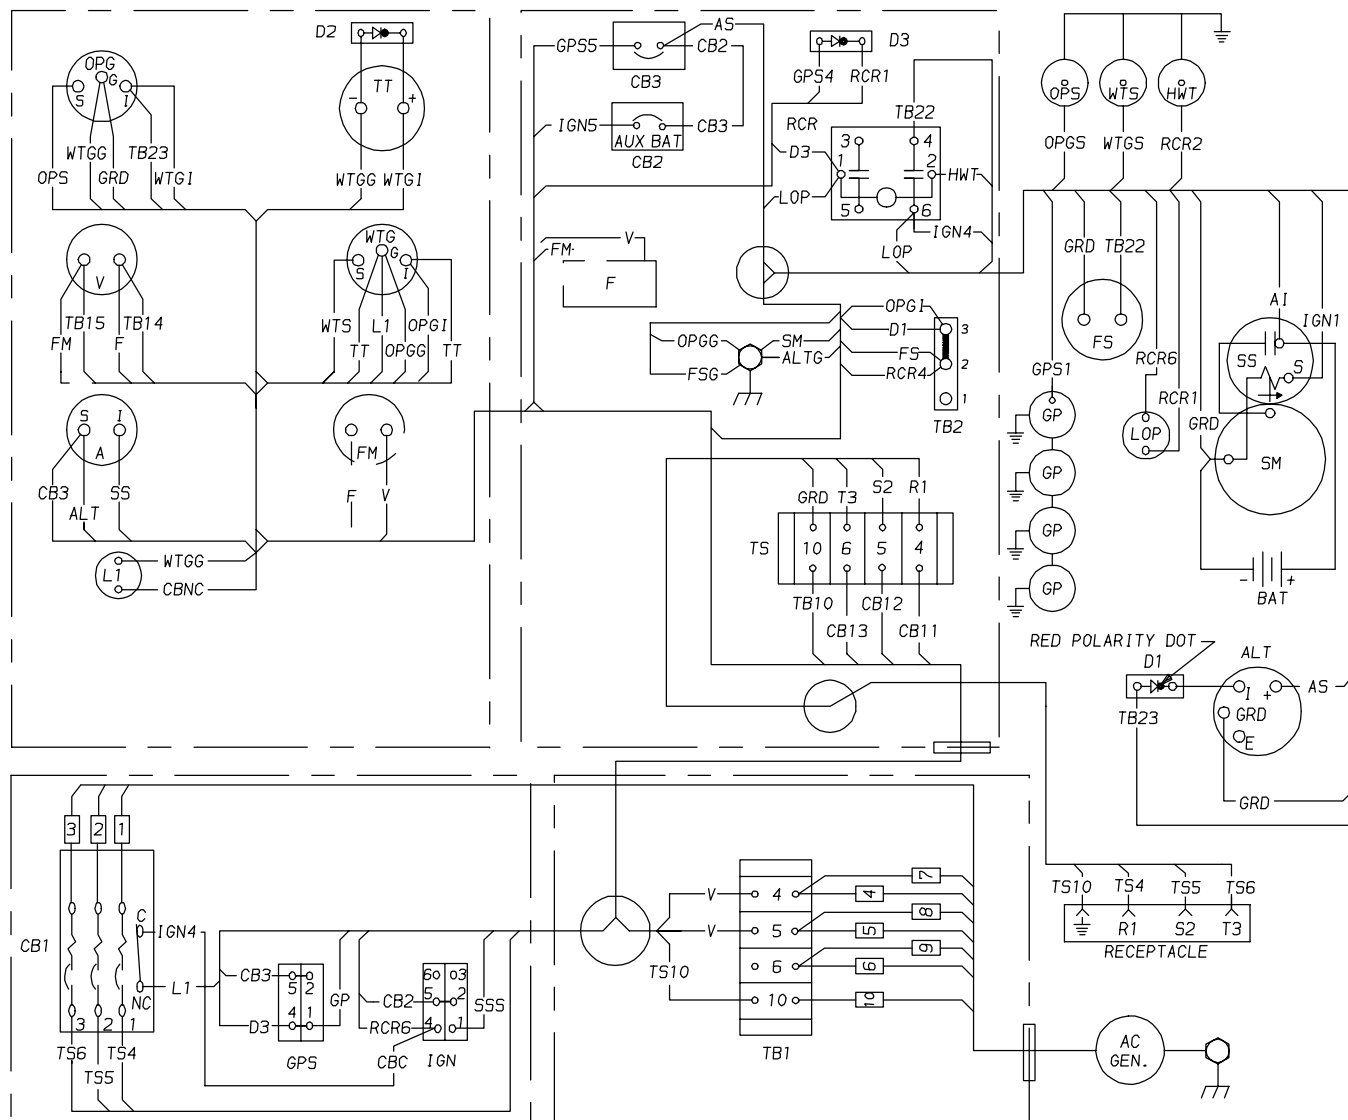 D2
OPG
G
S
I
TT
-
+
WTGG
TB23
OPS
GRD
WTGI
WTGG
WTGI
V
WTG
G
S
I
TB15
TB14
FM
F
WTS
L1
OPGI
TT
OPGG
TT
S
I
A
FM
CB3
SS
ALT
F
V
L1
WTGG
CBNC
AS
GPS5
CB2
CB3
IGN5
AUX BAT
CB3
CB2
D3
GPS4
RCR1
TB22
RCR
3
4
D3
1
2
HWT
LOP
5
6
IGN4
LOP
V
FM
F
OPGI
OPGG
SM
D1
3
ALTG
FS
2
FSG
RCR4
1
TB2
GRD
T3
S2
R1
TS
10
6
5
4
TB10
CB12
CB13
CB11
OPS
WTS
HWT
OPGS
WTGS
RCR2
GRD
TB22
FS
AI
IGN1
SS
S
GPS1
RCR6
RCR1
GRD
GP
LOP
SM
GP
GP
GP
-
+
BAT
RED POLARITY DOT
D1
ALT
I
+
AS
TB23
GRD
E
GRD
3
2
1
CB1
C
IGN4
L1
NC
3
2
1
TS6
TS4
TS5
CB3
5
2
GP
4
1
D3
GPS
6
3
CB2
5
2
SSS
RCR6
4
1
CBC
IGN
V
4
7
4
V
5
8
5
TS10
6
9
6
10
10
TB1
TS10
TS4
TS5
TS6
R1
S2
T3
RECEPTACLE
AC
GEN.